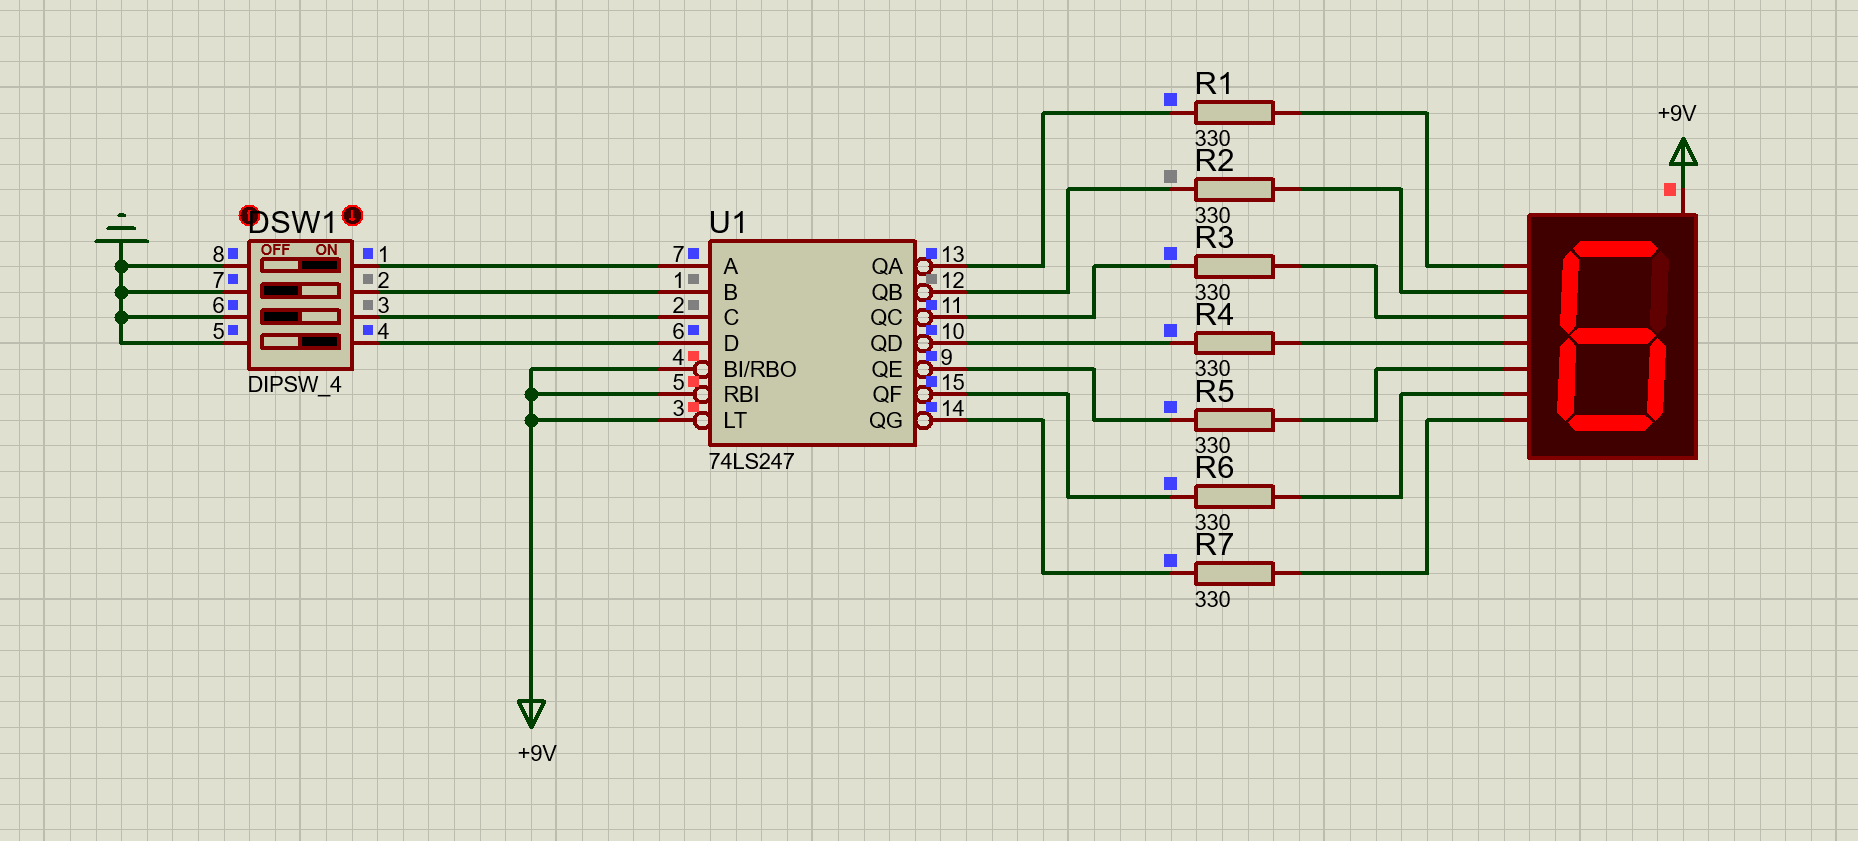 R1
330
R2
330
R3
330
R4
330
R5
330
R6
330
R7
330
+9V
DSW1
OFF ON
8 1
7 2
6 3
5 4
DIPSW_4
U1
7 A QA 13
1 B QB 12
2 C QC 11
6 D QD 10
4 BI/RBO QE 9
5 RBI QF 15
3 LT QG 14
74LS247
+9V